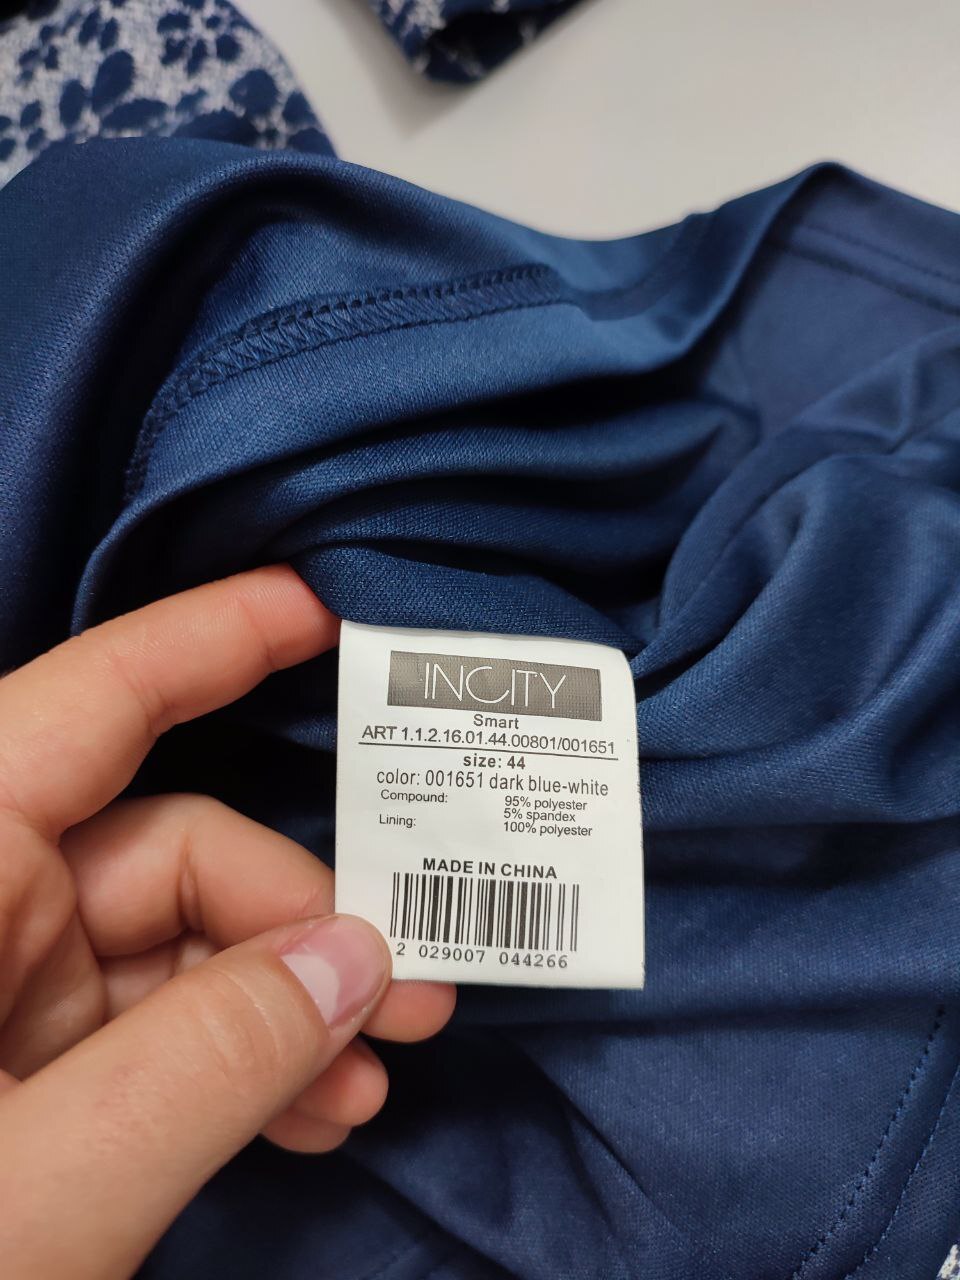 INCITY
Smart
ART 1.1.2.16.01.44.00801/001651
size: 44
color: 001651 dark blue-white
Compound: 95% polyester
5% spandex
Lining: 100% polyester
MADE IN CHINA
2 029007 044266